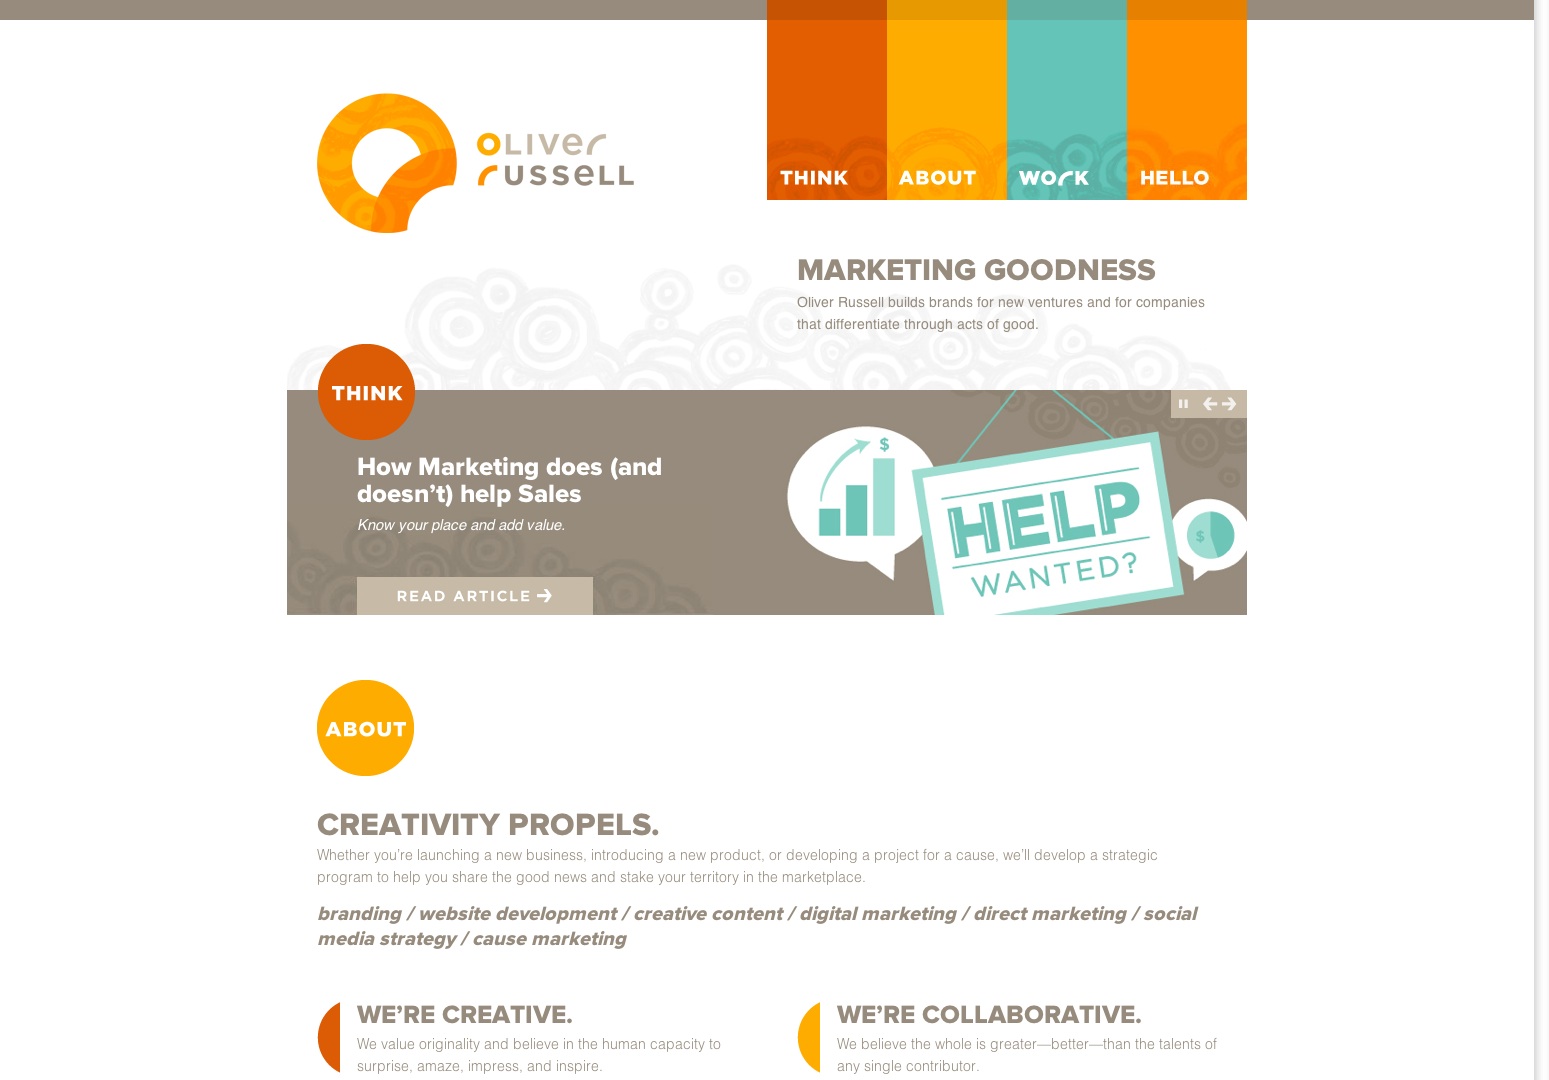 OLIVER
RUSSELL
THINK
ABOUT
WORK
HELLO
MARKETING GOODNESS
Oliver Russell builds brands for new ventures and for companies
that differentiate through acts of good.
THINK
How Marketing does (and
doesn’t) help Sales
Know your place and add value.
READ ARTICLE
$
HELP
WANTED?
$
ABOUT
CREATIVITY PROPELS.
Whether you’re launching a new business, introducing a new product, or developing a project for a cause, we’ll develop a strategic
program to help you share the good news and stake your territory in the marketplace.
branding / website development / creative content / digital marketing / direct marketing / social
media strategy / cause marketing
WE’RE CREATIVE.
We value originality and believe in the human capacity to
surprise, amaze, impress, and inspire.
WE’RE COLLABORATIVE.
We believe the whole is greater—better—than the talents of
any single contributor.